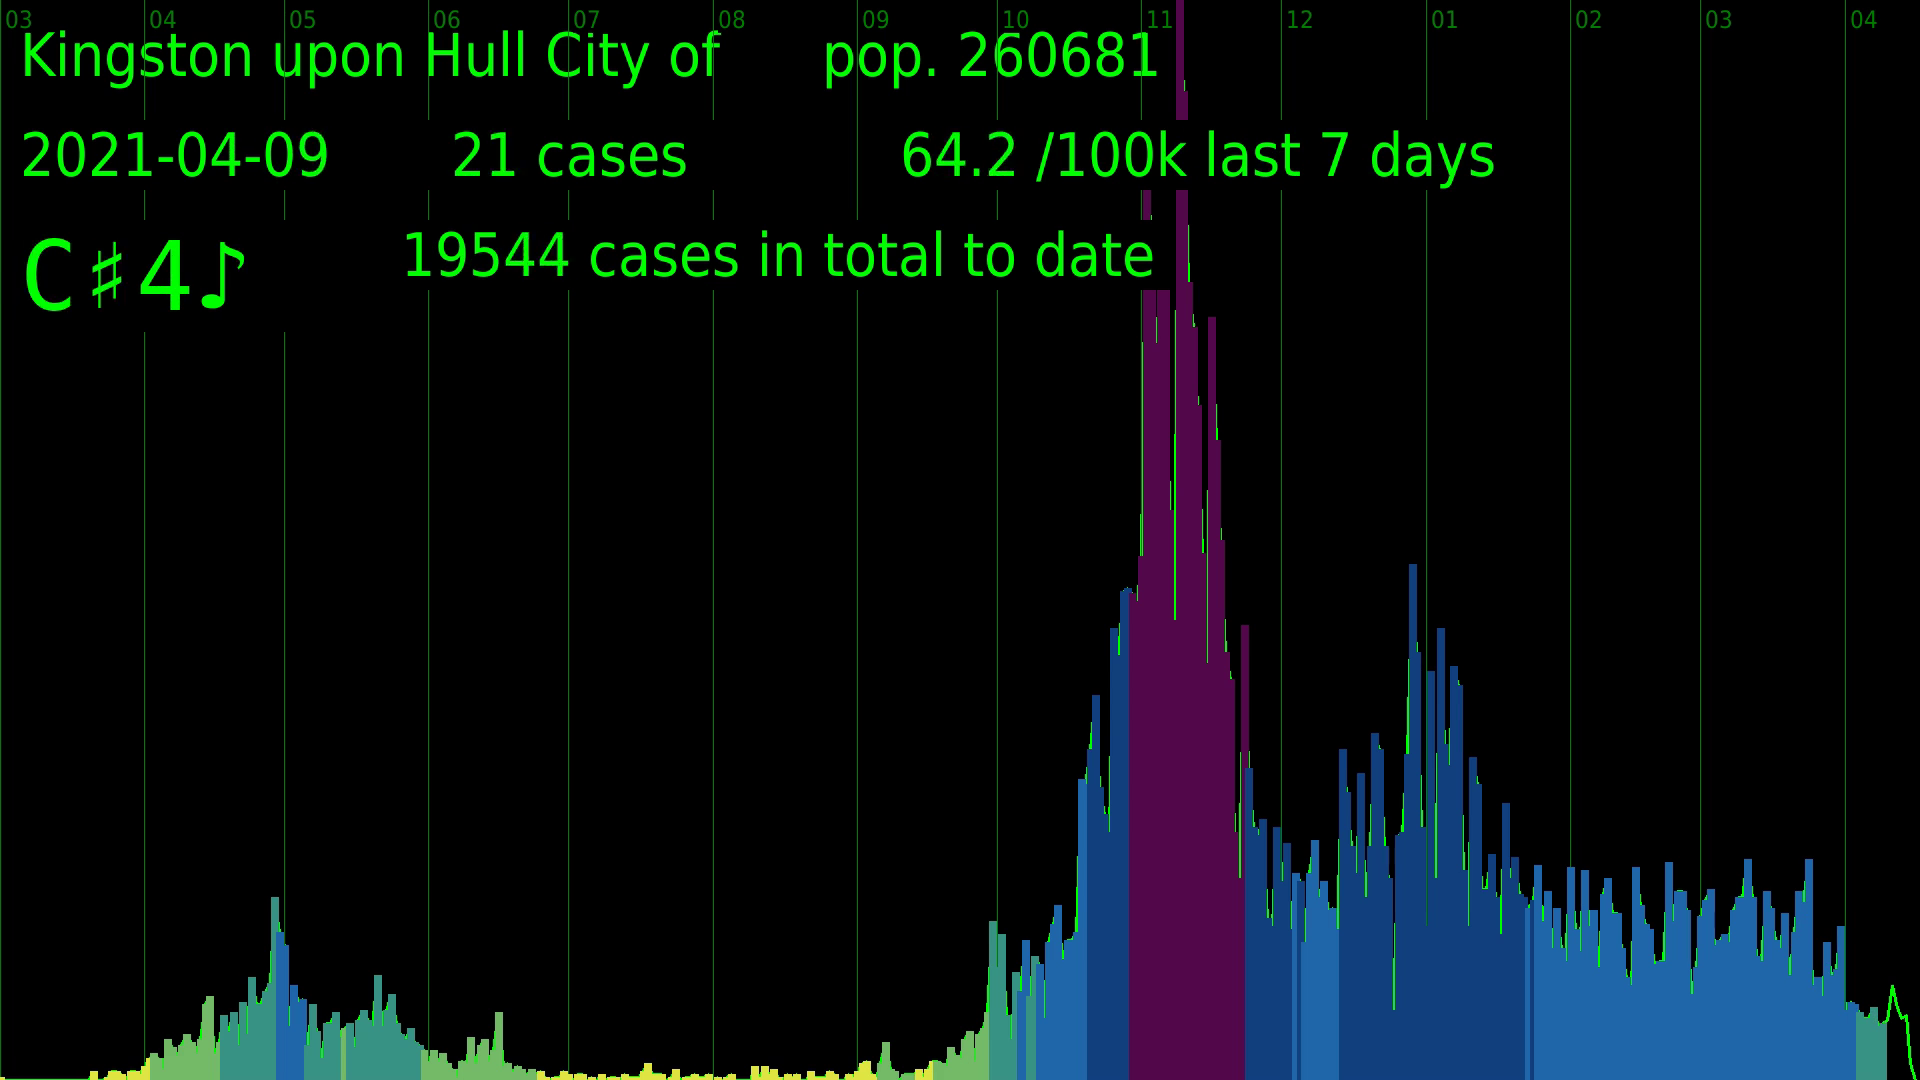 03 04 05 06 07 08 09 10 11 12 01 02 03 04
Kingston upon Hull City of pop. 260681
2021-04-09 21 cases 64.2 /100k last 7 days
C♯4♪ 19544 cases in total to date